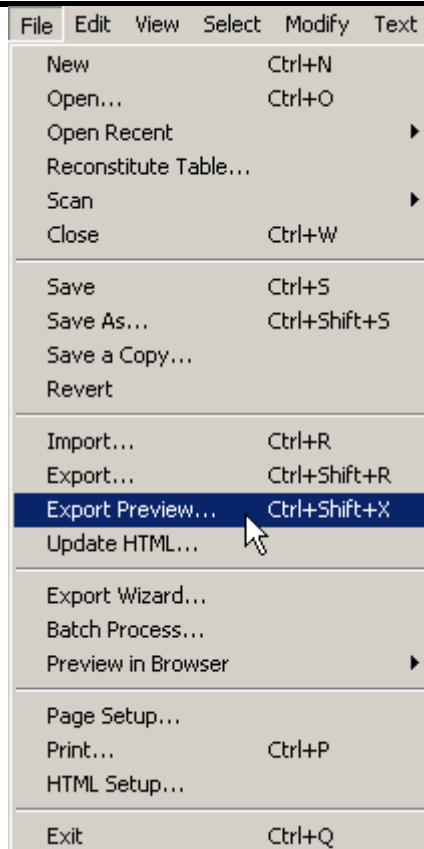 File Edit View Select Modify Text
New Ctrl+N
Open... Ctrl+O
Open Recent
Reconstitute Table...
Scan
Close Ctrl+W
Save Ctrl+S
Save As... Ctrl+Shift+S
Save a Copy...
Revert
Import... Ctrl+R
Export... Ctrl+Shift+R
Export Preview... Ctrl+Shift+X
Update HTML...
Export Wizard...
Batch Process...
Preview in Browser
Page Setup...
Print... Ctrl+P
HTML Setup...
Exit Ctrl+Q